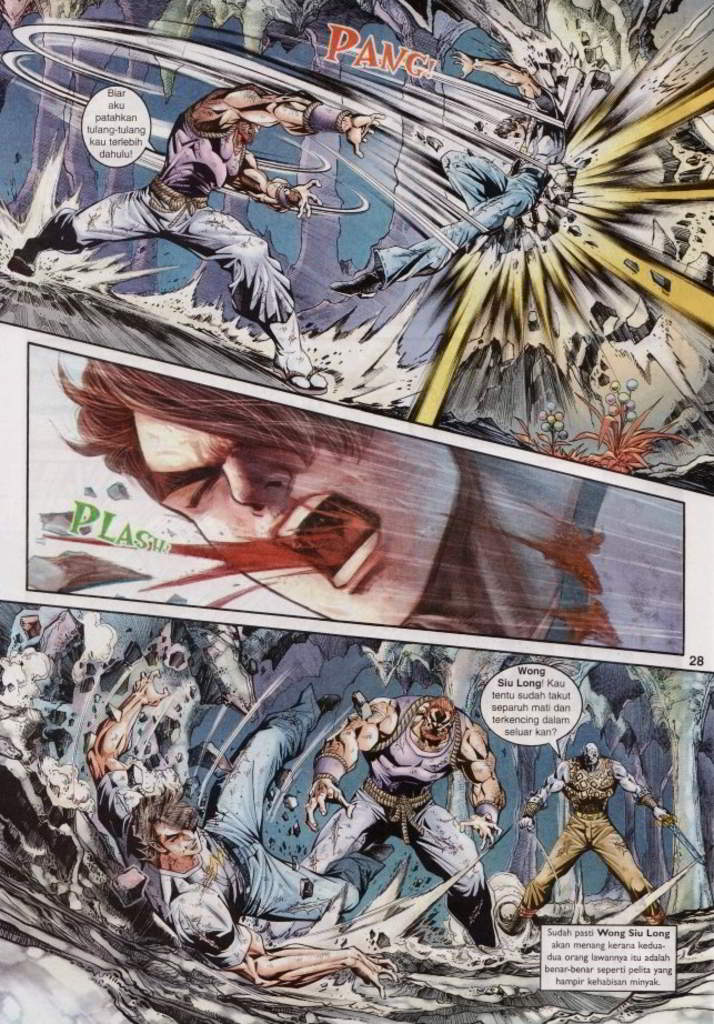 PANG!
Biar
aku
patahkan
tulang-tulang
kau terlebih
dahulu!
PLASH!
28
Wong
Siu Long! Kau
tentu sudah takut
separuh mati dan
terkencing dalam
seluar kan?
Sudah pasti Wong Siu Long
akan menang kerana kedua-
dua orang lawannya itu adalah
benar-benar seperti pelita yang
hampir kehabisan minyak.